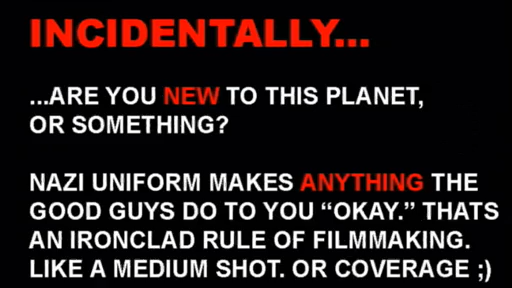 INCIDENTALLY...
...ARE YOU NEW TO THIS PLANET,
OR SOMETHING?
NAZI UNIFORM MAKES ANYTHING THE
GOOD GUYS DO TO YOU “OKAY.” THATS
AN IRONCLAD RULE OF FILMMAKING.
LIKE A MEDIUM SHOT. OR COVERAGE ;)